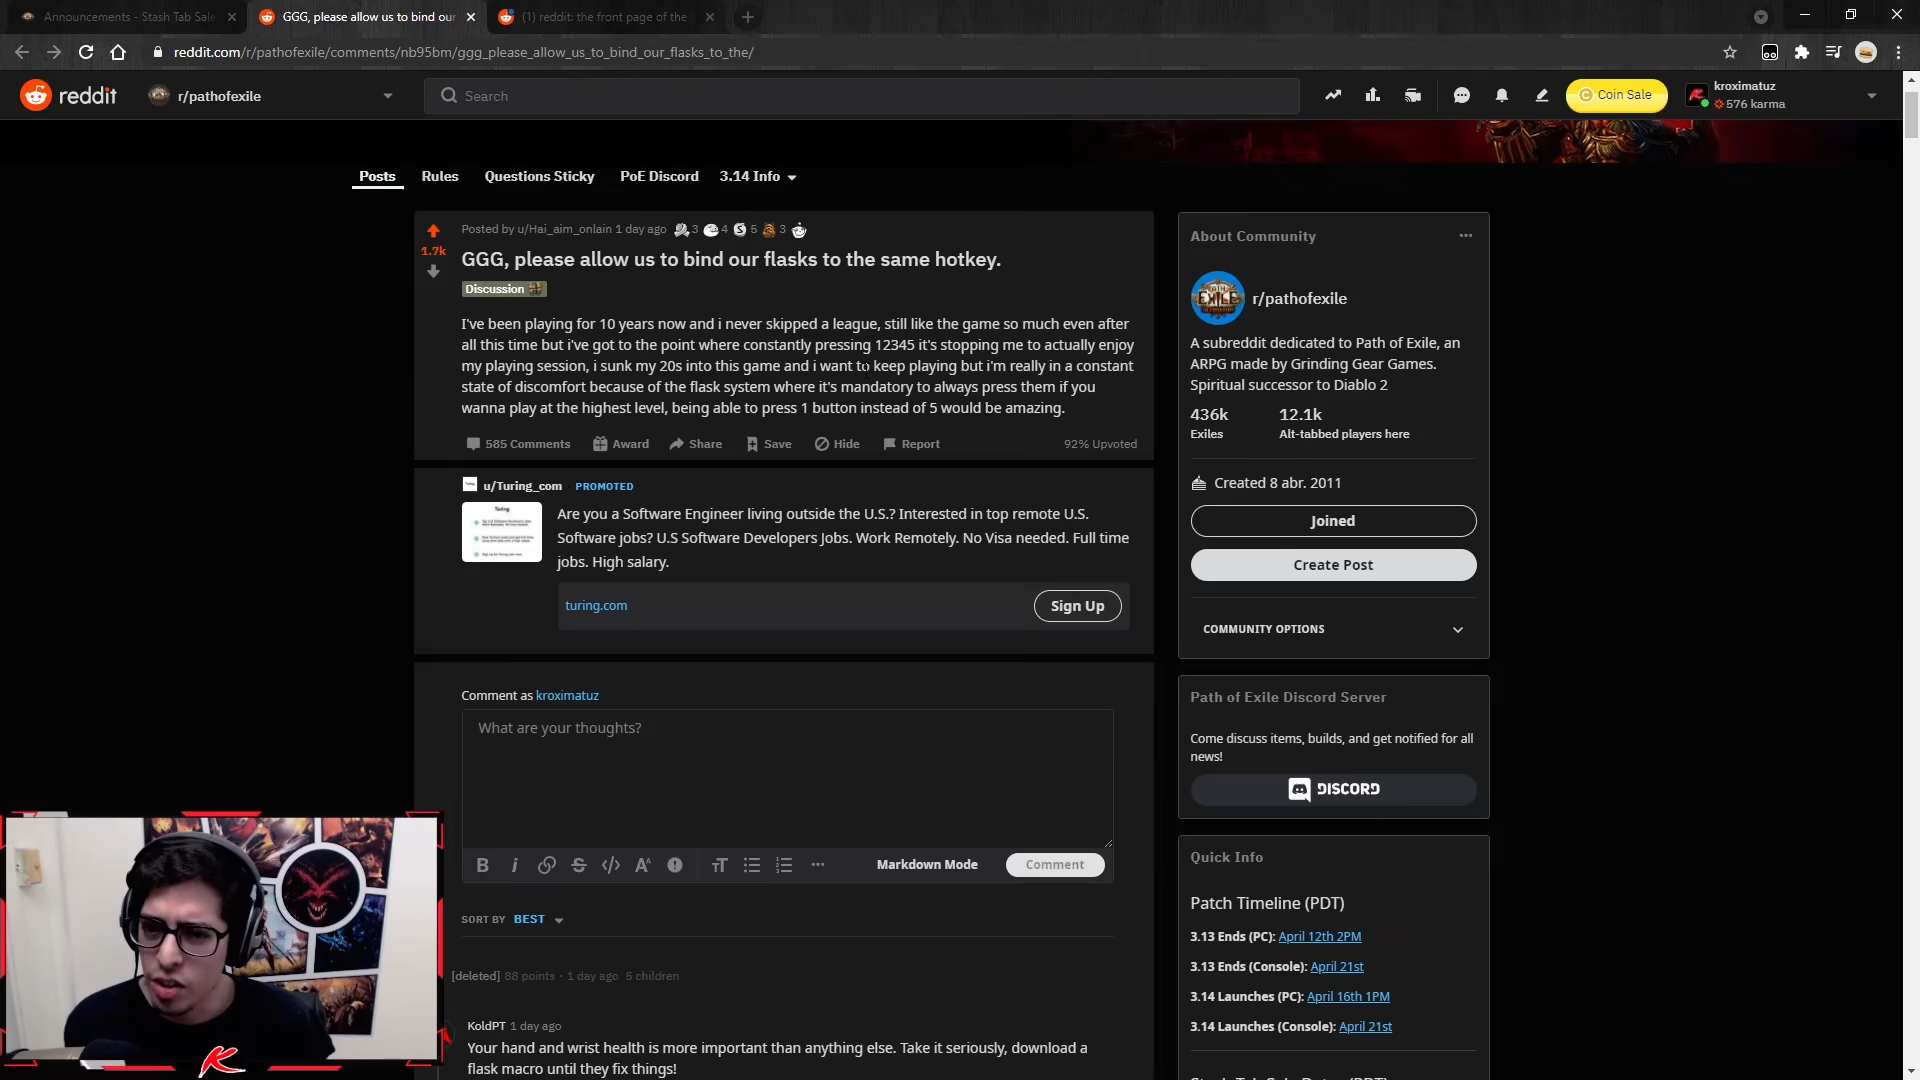 Announcements - Stash Tab Sale
GGG, please allow us to bind our
(1) reddit: the front page of the
reddit.com/r/pathofexile/comments/nb95bm/ggg_please_allow_us_to_bind_our_flasks_to_the/
reddit
r/pathofexile
Search
Coin Sale
kroximatuz
576 karma
Posts
Rules
Questions Sticky
PoE Discord
3.14 Info
1.7k
Posted by u/Hai_aim_onlain 1 day ago 3 4 S 5 3
GGG, please allow us to bind our flasks to the same hotkey.
Discussion
I've been playing for 10 years now and i never skipped a league, still like the game so much even after
all this time but i've got to the point where constantly pressing 12345 it's stopping me to actually enjoy
my playing session, i sunk my 20s into this game and i want to keep playing but i'm really in a constant
state of discomfort because of the flask system where it's mandatory to always press them if you
wanna play at the highest level, being able to press 1 button instead of 5 would be amazing.
585 Comments
Award
Share
Save
Hide
Report
92% Upvoted
u/Turing_com PROMOTED
Turing
Are you a Software Engineer living outside the U.S.? Interested in top remote U.S.
Software jobs? U.S Software Developers Jobs. Work Remotely. No Visa needed. Full time
jobs. High salary.
turing.com
Sign Up
Comment as kroximatuz
What are your thoughts?
Markdown Mode
Comment
SORT BY BEST
[deleted] 88 points · 1 day ago 5 children
KoldPT 1 day ago
Your hand and wrist health is more important than anything else. Take it seriously, download a
flask macro until they fix things!
About Community
PATH OF EXILE
r/pathofexile
A subreddit dedicated to Path of Exile, an
ARPG made by Grinding Gear Games.
Spiritual successor to Diablo 2
436k
Exiles
12.1k
Alt-tabbed players here
Created 8 abr. 2011
Joined
Create Post
COMMUNITY OPTIONS
Path of Exile Discord Server
Come discuss items, builds, and get notified for all
news!
DISCORD
Quick Info
Patch Timeline (PDT)
3.13 Ends (PC): April 12th 2PM
3.13 Ends (Console): April 21st
3.14 Launches (PC): April 16th 1PM
3.14 Launches (Console): April 21st
K